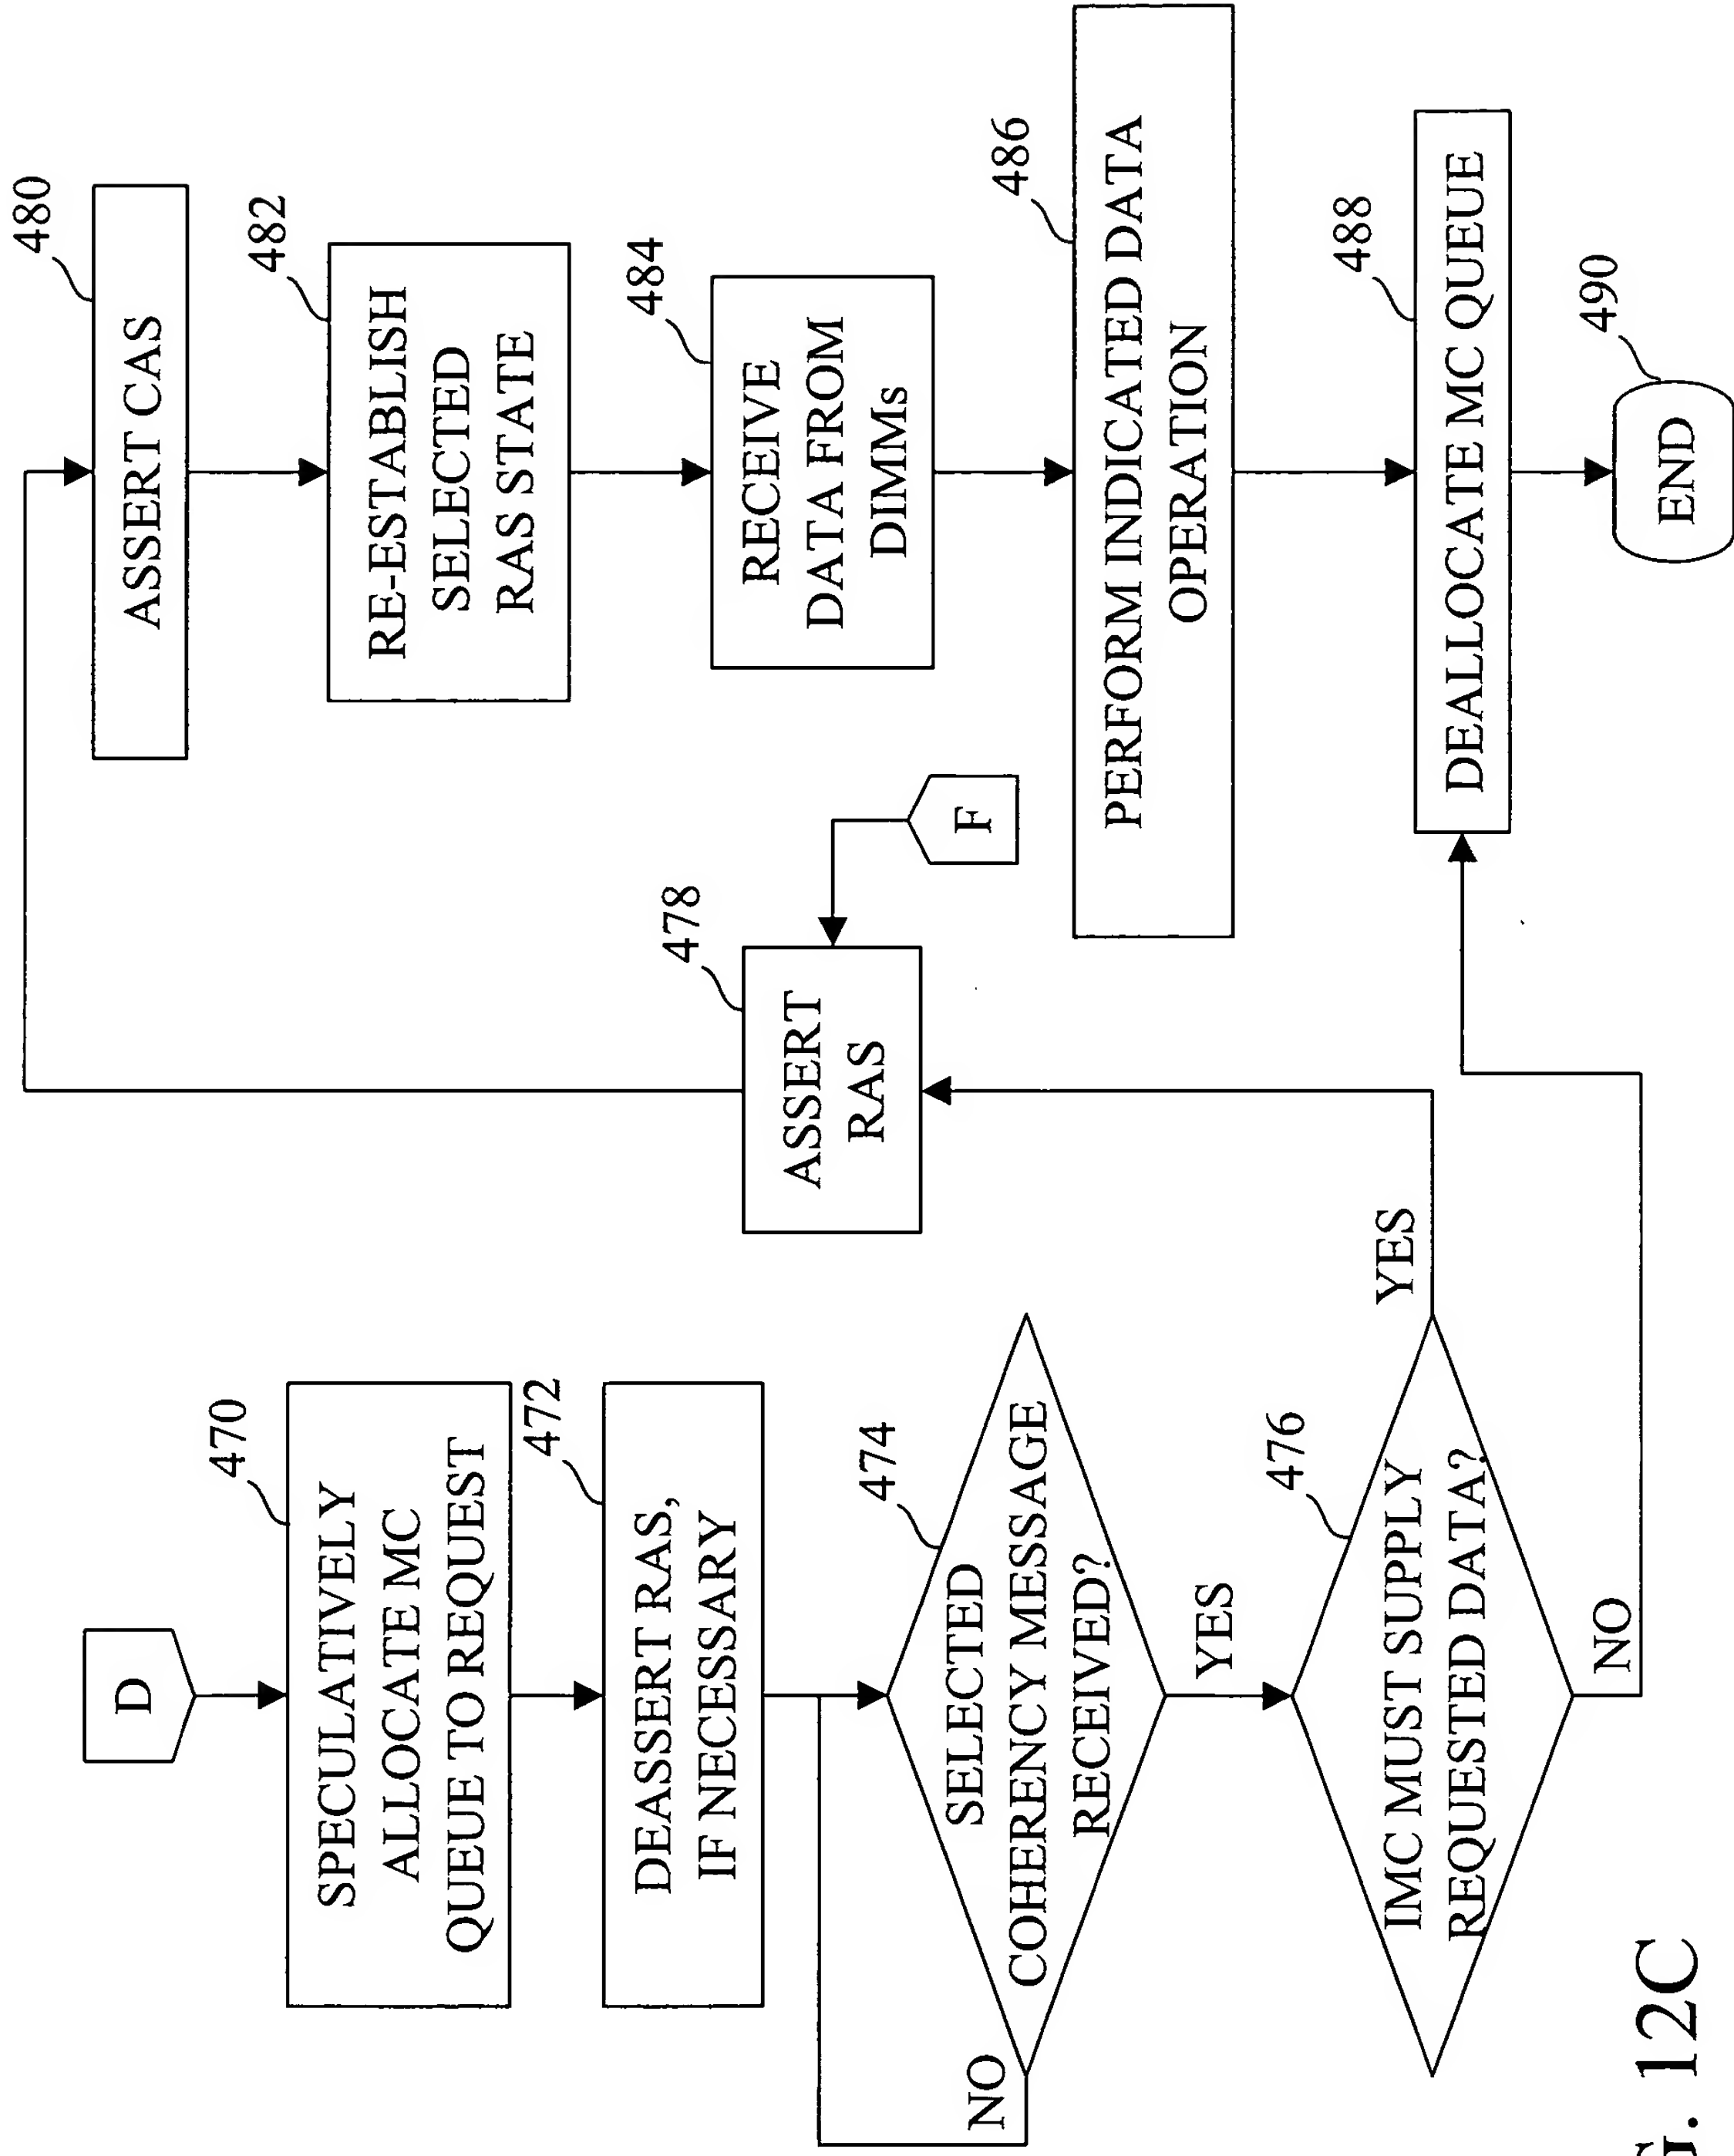 D
470
SPECULATIVELY
ALLOCATE MC
QUEUE TO REQUEST
472
DEASSERT RAS,
IF NECESSARY
474
SELECTED
COHERENCY MESSAGE
RECEIVED?
NO
YES
476
IMC MUST SUPPLY
REQUESTED DATA?
YES
NO
478
ASSERT
RAS
F
480
ASSERT CAS
482
RE-ESTABLISH
SELECTED
RAS STATE
484
RECEIVE
DATA FROM
DIMMs
486
PERFORM INDICATED DATA
OPERATION
488
DEALLOCATE MC QUEUE
490
END
12C